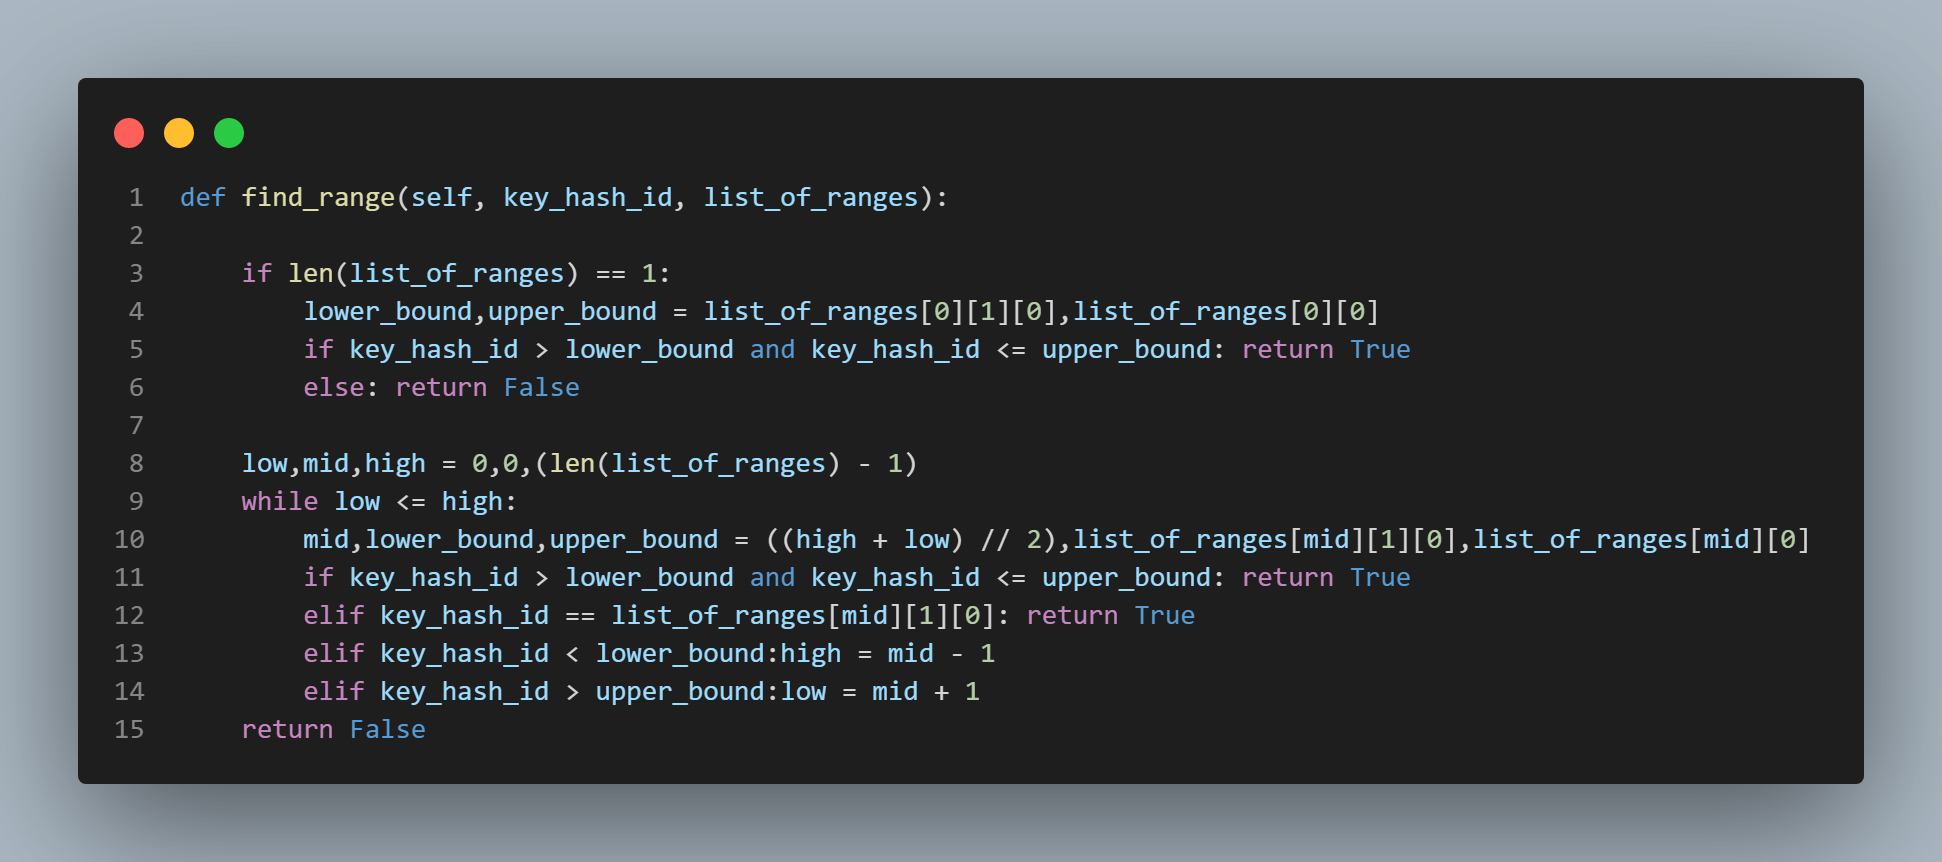 1 def find_range(self, key_hash_id, list_of_ranges):
2
3     if len(list_of_ranges) == 1:
4         lower_bound,upper_bound = list_of_ranges[0][1][0],list_of_ranges[0][0]
5         if key_hash_id > lower_bound and key_hash_id <= upper_bound: return True
6         else: return False
7
8     low,mid,high = 0,0,(len(list_of_ranges) - 1)
9     while low <= high:
10         mid,lower_bound,upper_bound = ((high + low) // 2),list_of_ranges[mid][1][0],list_of_ranges[mid][0]
11         if key_hash_id > lower_bound and key_hash_id <= upper_bound: return True
12         elif key_hash_id == list_of_ranges[mid][1][0]: return True
13         elif key_hash_id < lower_bound:high = mid - 1
14         elif key_hash_id > upper_bound:low = mid + 1
15     return False